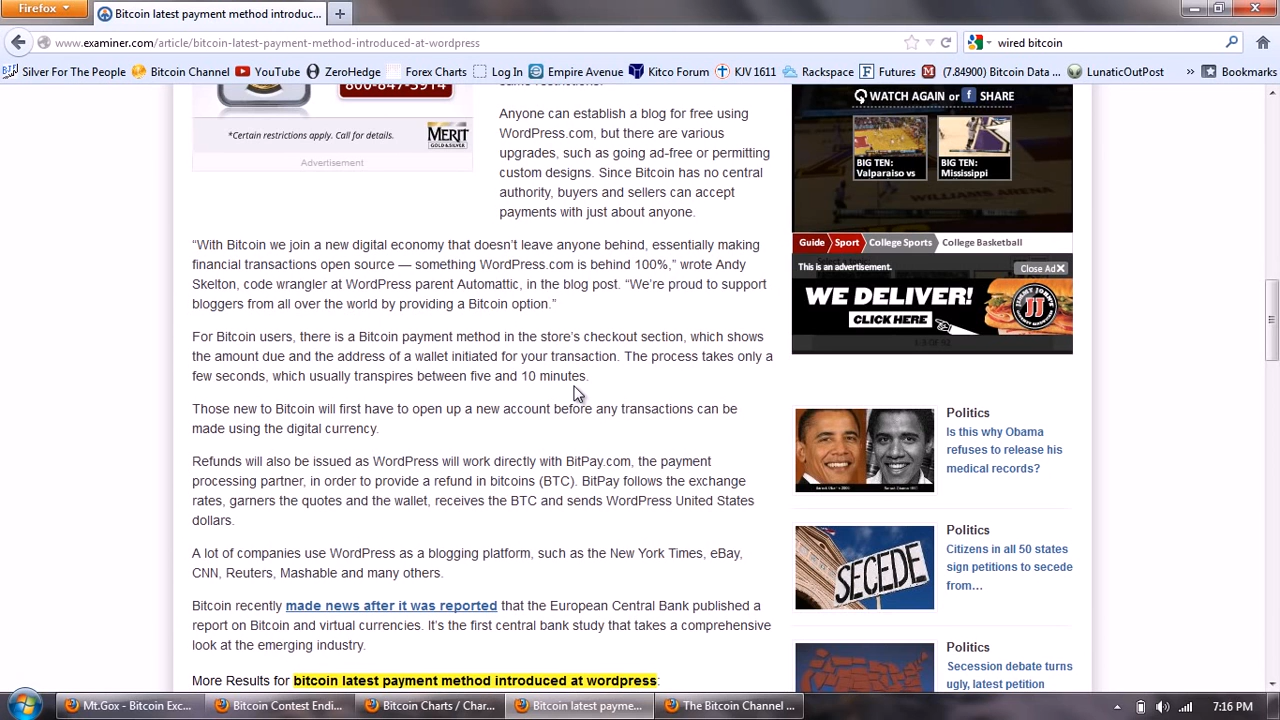 Firefox
Bitcoin latest payment method introduc...
www.examiner.com/article/bitcoin-latest-payment-method-introduced-at-wordpress
wired bitcoin
Silver For The People
Bitcoin Channel
YouTube
ZeroHedge
Forex Charts
Log In
Empire Avenue
Kitco Forum
KJV 1611
Rackspace
Futures
(7.84900) Bitcoin Data ...
LunaticOutPost
»
Bookmarks
800-847-3914
*Certain restrictions apply. Call for details.
MERIT
GOLD & SILVER
Advertisement
same restrictions.
Anyone can establish a blog for free using
WordPress.com, but there are various
upgrades, such as going ad-free or permitting
custom designs. Since Bitcoin has no central
authority, buyers and sellers can accept
payments with just about anyone.
“With Bitcoin we join a new digital economy that doesn’t leave anyone behind, essentially making
financial transactions open source — something WordPress.com is behind 100%,” wrote Andy
Skelton, code wrangler at WordPress parent Automattic, in the blog post. “We’re proud to support
bloggers from all over the world by providing a Bitcoin option.”
For Bitcoin users, there is a Bitcoin payment method in the store’s checkout section, which shows
the amount due and the address of a wallet initiated for your transaction. The process takes only a
few seconds, which usually transpires between five and 10 minutes.
Those new to Bitcoin will first have to open up a new account before any transactions can be
made using the digital currency.
Refunds will also be issued as WordPress will work directly with BitPay.com, the payment
processing partner, in order to provide a refund in bitcoins (BTC). BitPay follows the exchange
rates, garners the quotes and the wallet, receives the BTC and sends WordPress United States
dollars.
A lot of companies use WordPress as a blogging platform, such as the New York Times, eBay,
CNN, Reuters, Mashable and many others.
Bitcoin recently made news after it was reported that the European Central Bank published a
report on Bitcoin and virtual currencies. It’s the first central bank study that takes a comprehensive
look at the emerging industry.
More Results for bitcoin latest payment method introduced at wordpress:
WATCH AGAIN or f SHARE
BIG TEN:
Valparaiso vs
BIG TEN:
Mississippi
WILLIAMS ARENA
Guide
Sport
College Sports
College Basketball
This is an advertisement.
Close Ad X
WE DELIVER!
CLICK HERE
JJ
JIMMY JOHN'S
1-3 OF 92
Politics
Is this why Obama
refuses to release his
medical records?
Politics
Citizens in all 50 states
sign petitions to secede
from…
SECEDE
Politics
Secession debate turns
ugly, latest petition
Mt.Gox - Bitcoin Exc...
Bitcoin Contest Endi...
Bitcoin Charts / Char...
Bitcoin latest payme...
The Bitcoin Channel ...
7:16 PM